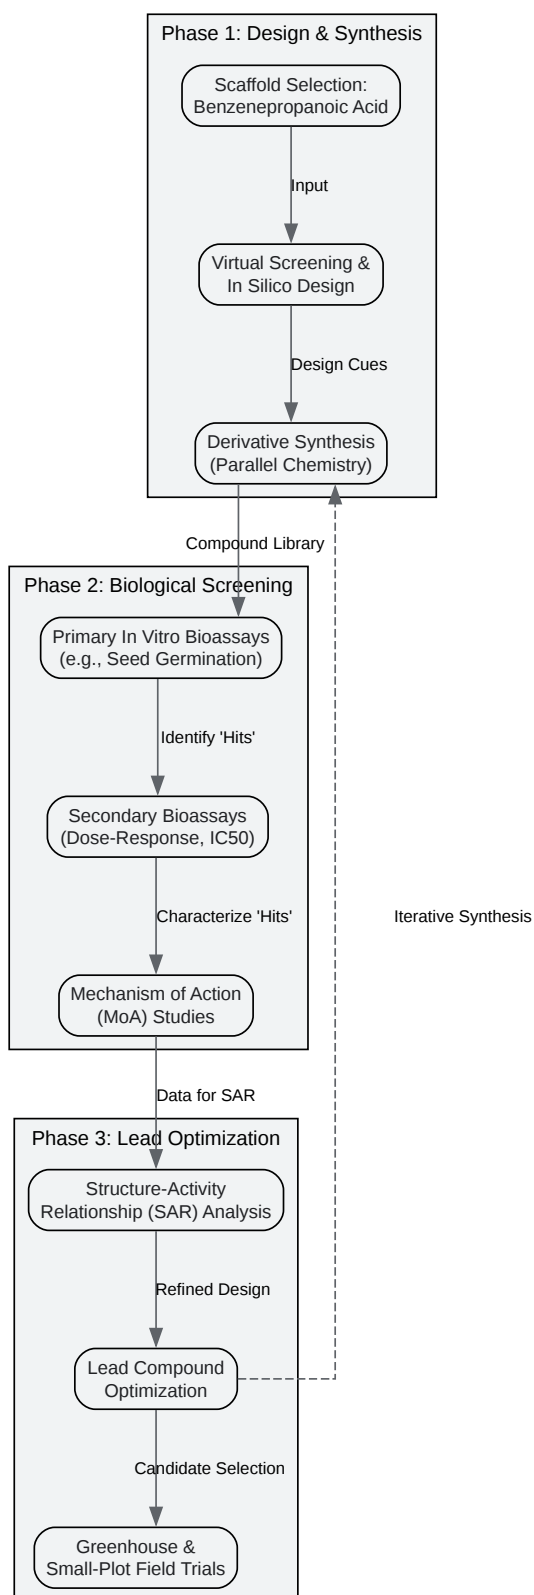 Phase 1: Design & Synthesis
Scaffold Selection:
Benzenepropanoic Acid
Input
Virtual Screening &
In Silico Design
Design Cues
Derivative Synthesis
(Parallel Chemistry)
Compound Library
Phase 2: Biological Screening
Primary In Vitro Bioassays
(e.g., Seed Germination)
Identify 'Hits'
Secondary Bioassays
(Dose-Response, IC50)
Characterize 'Hits'
Iterative Synthesis
Mechanism of Action
(MoA) Studies
Data for SAR
Phase 3: Lead Optimization
Structure-Activity
Relationship (SAR) Analysis
Refined Design
Lead Compound
Optimization
Candidate Selection
Greenhouse &
Small-Plot Field Trials